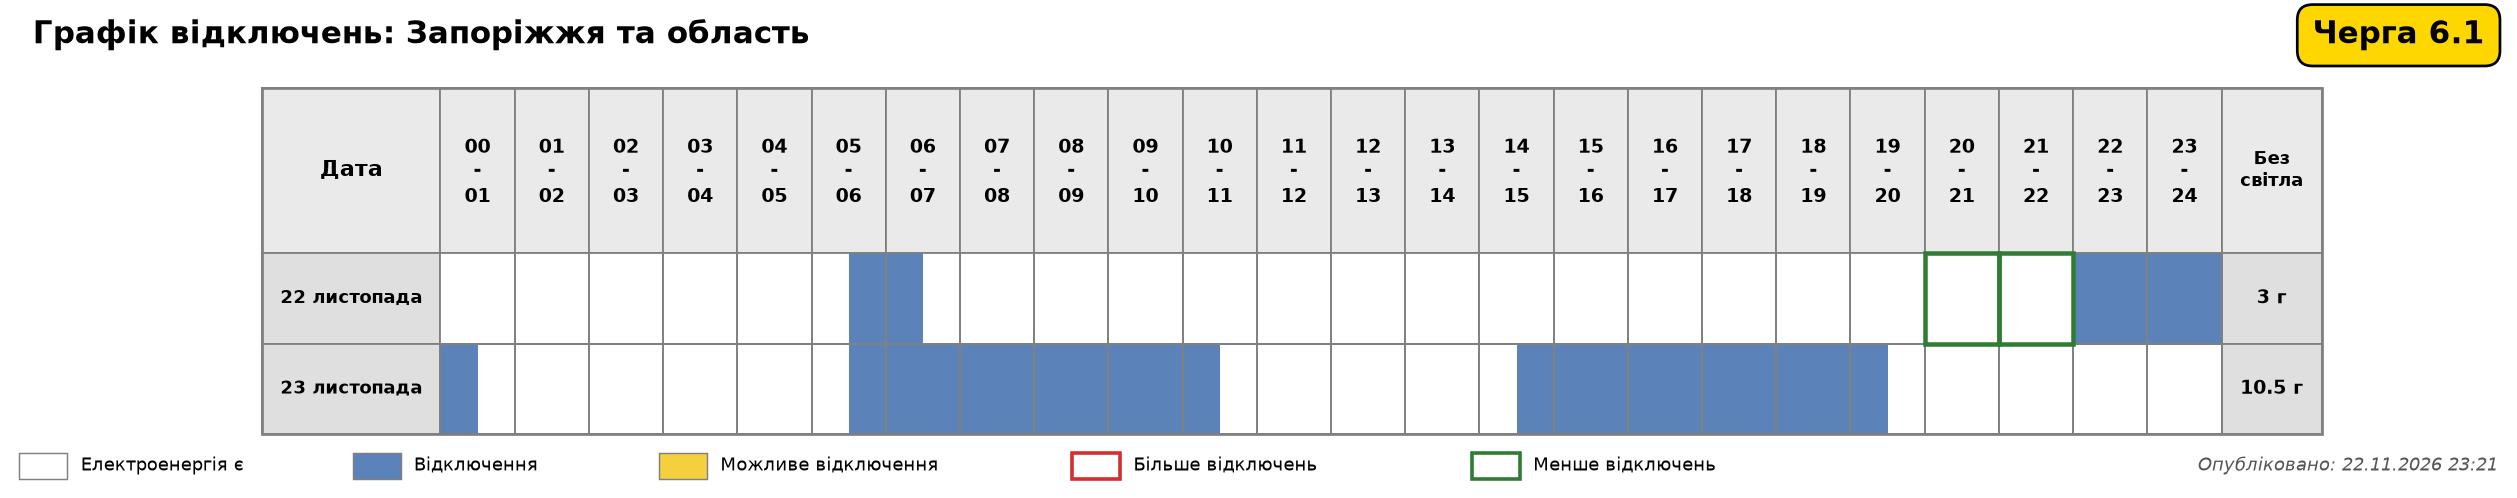 Графік відключень: Запоріжжя та область
Черга 6.1
Дата
00 - 01
01 - 02
02 - 03
03 - 04
04 - 05
05 - 06
06 - 07
07 - 08
08 - 09
09 - 10
10 - 11
11 - 12
12 - 13
13 - 14
14 - 15
15 - 16
16 - 17
17 - 18
18 - 19
19 - 20
20 - 21
21 - 22
22 - 23
23 - 24
Без
світла
22 листопада
3 г
23 листопада
10.5 г
Електроенергія є
Відключення
Можливе відключення
Більше відключень
Менше відключень
Опубліковано: 22.11.2026 23:21